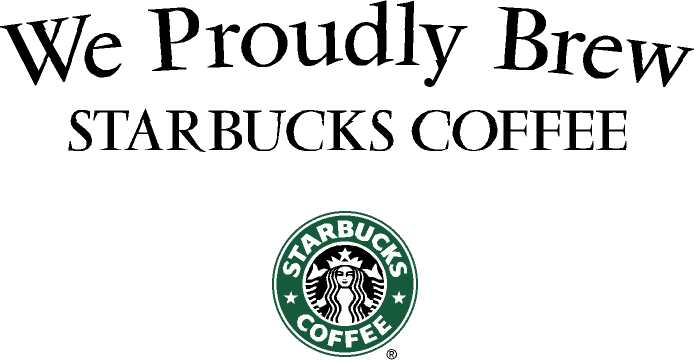 We Proudly Brew
STARBUCKS COFFEE
STARBUCKS
COFFEE
®